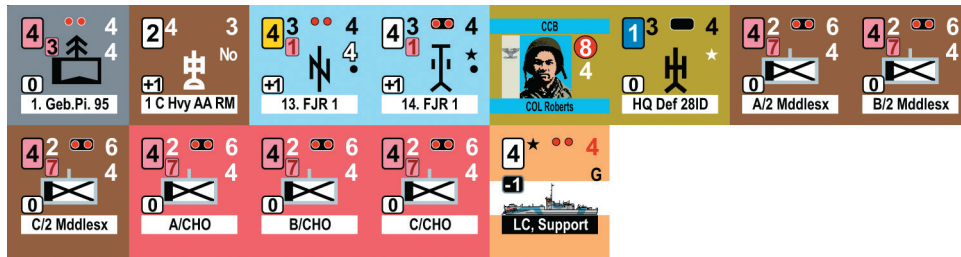 4 4
3 4
0
1. Geb.Pi. 95
2 4 3
No
+1
1 C Hvy AA RM
4 3 4
1 4
+1
13. FJR 1
4 3 4
1
+1
14. FJR 1
CCB
8
4
COL Roberts
1 3 4
0
HQ Def 28ID
4 2 6
7 4
0
A/2 Mddlesx
4 2 6
7 4
0
B/2 Mddlesx
4 2 6
7 4
0
C/2 Mddlesx
4 2 6
7 4
0
A/CHO
4 2 6
7 4
0
B/CHO
4 2 6
7 4
0
C/CHO
4 4
G
-1
LC, Support